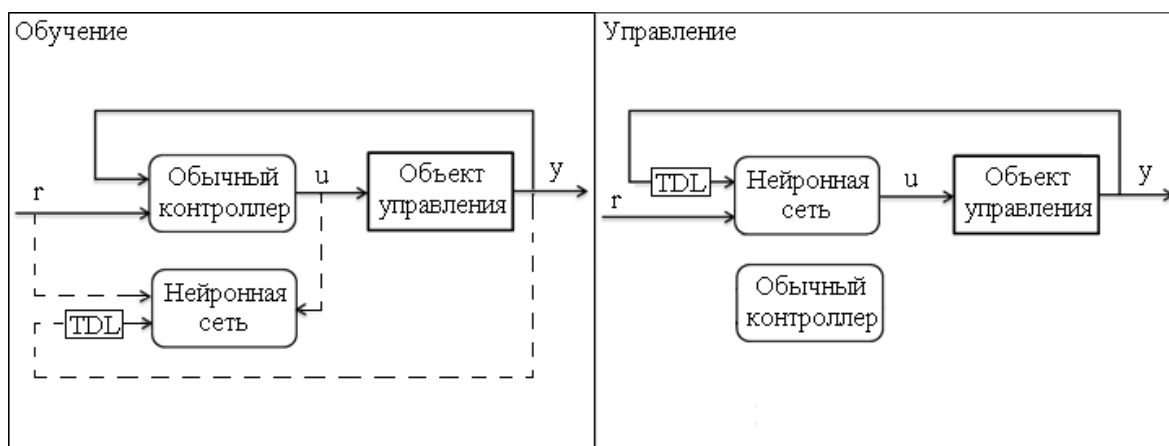 Обучение
r
Обычный
контроллер
u
Объект
управления
y
Нейронная
сеть
TDL
Управление
r
TDL
Нейронная
сеть
u
Объект
управления
y
Обычный
контроллер